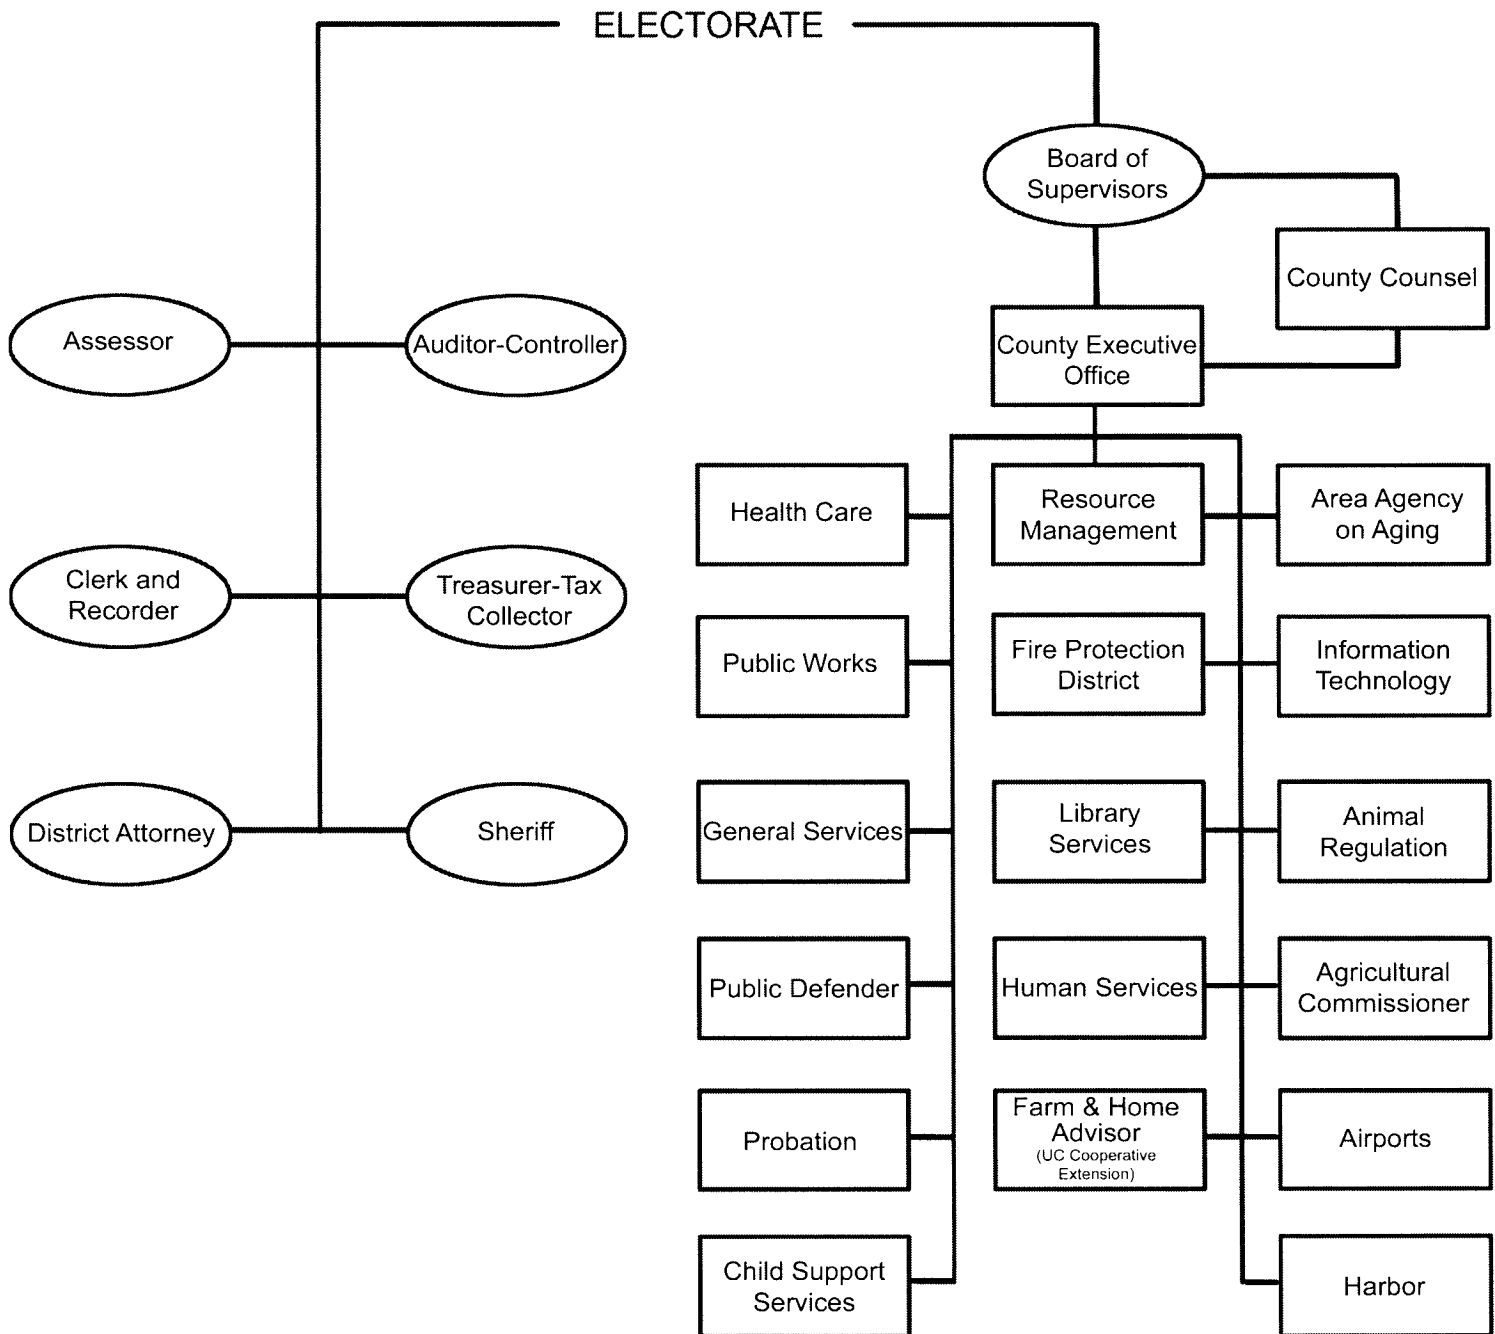 ELECTORATE
Board of
Supervisors
County Counsel
County Executive
Office
Assessor
Auditor-Controller
Clerk and
Recorder
Treasurer-Tax
Collector
District Attorney
Sheriff
Health Care
Resource
Management
Area Agency
on Aging
Public Works
Fire Protection
District
Information
Technology
General Services
Library
Services
Animal
Regulation
Public Defender
Human Services
Agricultural
Commissioner
Probation
Farm & Home
Advisor
(UC Cooperative
Extension)
Airports
Child Support
Services
Harbor